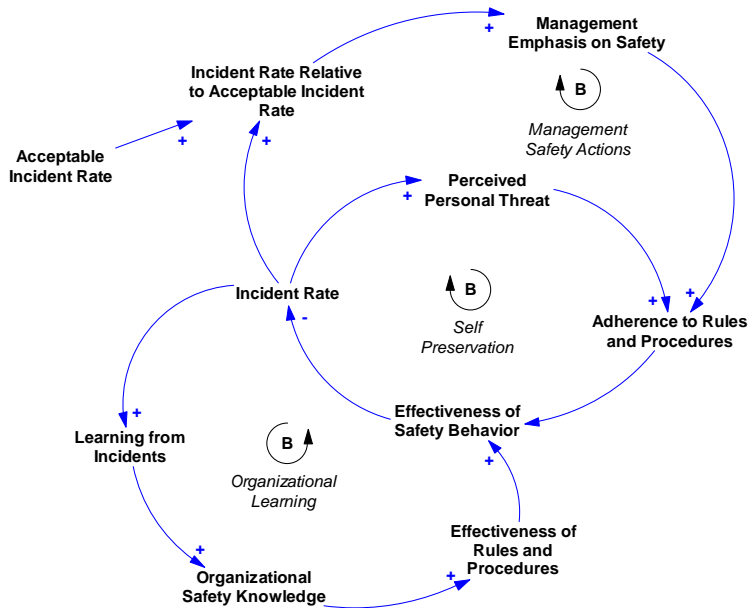 Management
Emphasis on Safety
+
Incident Rate Relative
to Acceptable Incident
Rate
B
Management
Safety Actions
+
+
Acceptable
Incident Rate
Perceived
Personal Threat
+
Incident Rate
-
B
Self
Preservation
+
+
Adherence to Rules
and Procedures
+
Learning from
Incidents
B
Organizational
Learning
Effectiveness of
Safety Behavior
+
Effectiveness of
Rules and
Procedures
+
Organizational
Safety Knowledge
+